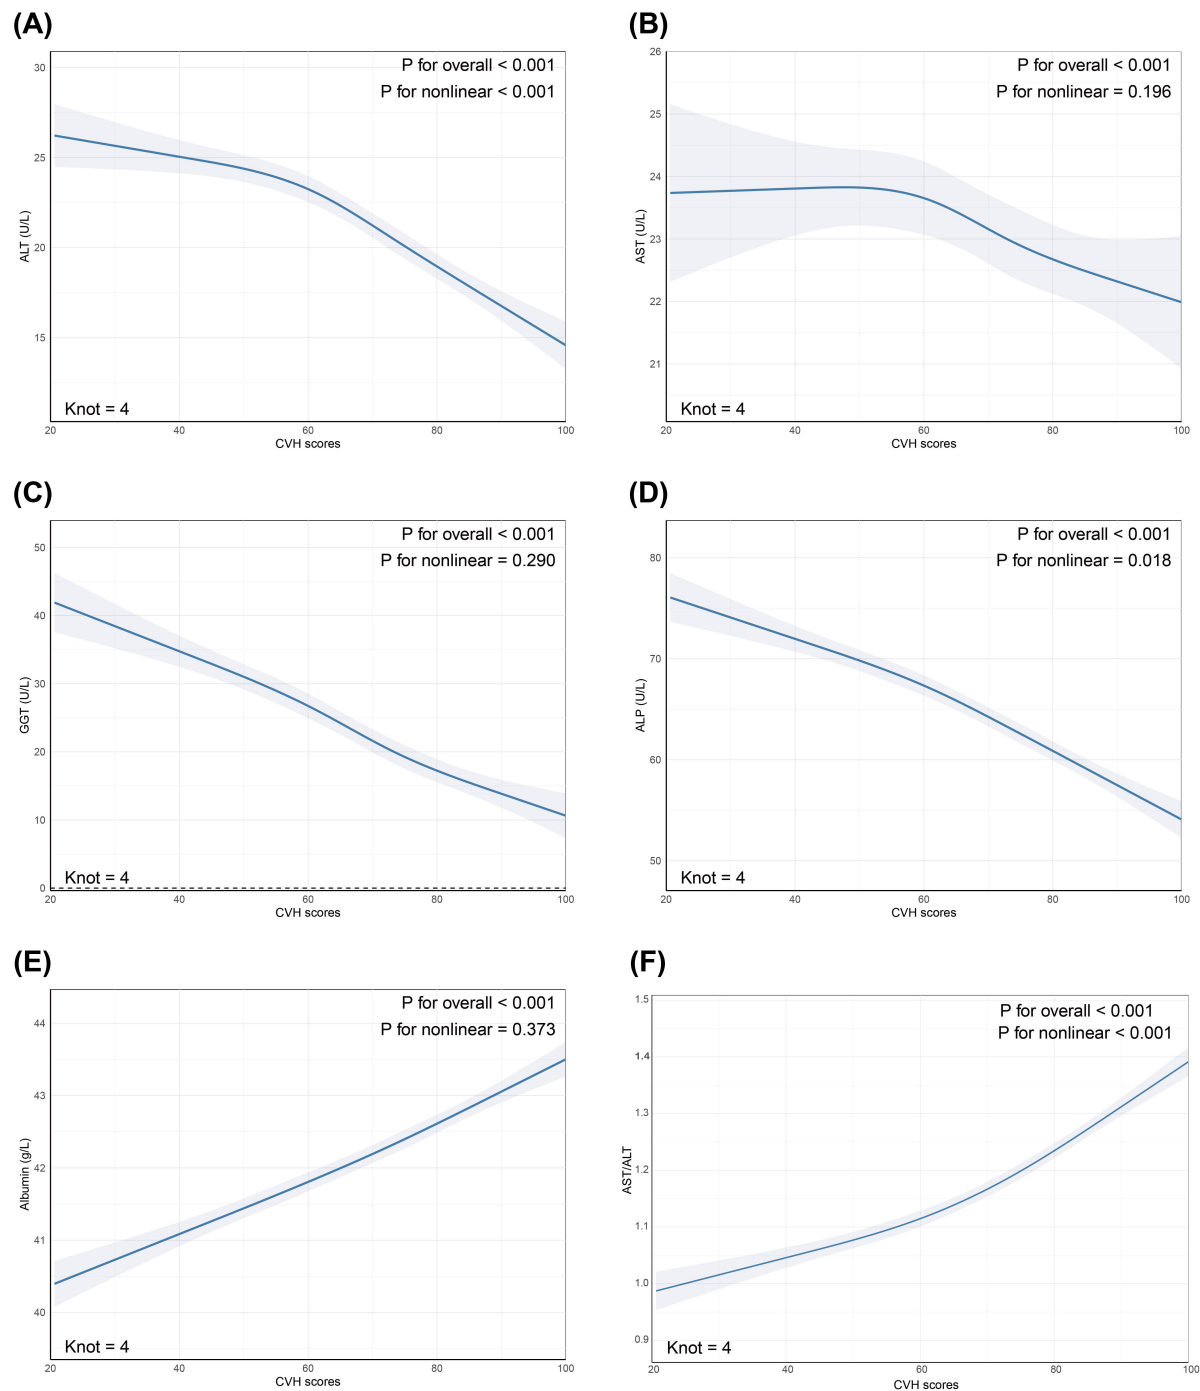 (A)
P for overall < 0.001
P for nonlinear < 0.001
30
25
20
15
ALT (U/L)
Knot = 4
20 40 60 80 100
CVH scores
(B)
P for overall < 0.001
P for nonlinear = 0.196
26
25
24
23
22
21
AST (U/L)
Knot = 4
20 40 60 80 100
CVH scores
(C)
P for overall < 0.001
P for nonlinear = 0.290
50
40
30
20
10
0
GGT (U/L)
Knot = 4
20 40 60 80 100
CVH scores
(D)
P for overall < 0.001
P for nonlinear = 0.018
80
70
60
50
ALP (U/L)
Knot = 4
20 40 60 80 100
CVH scores
(E)
P for overall < 0.001
P for nonlinear = 0.373
44
43
42
41
40
Albumin (g/L)
Knot = 4
20 40 60 80 100
CVH scores
(F)
P for overall < 0.001
P for nonlinear < 0.001
1.5
1.4
1.3
1.2
1.1
1.0
0.9
AST/ALT
Knot = 4
20 40 60 80 100
CVH scores